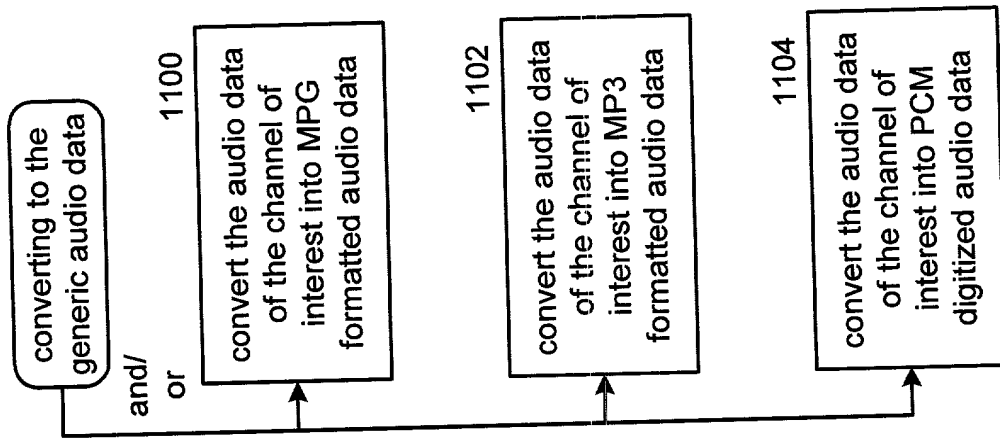 converting to the
generic audio data
and/
or
1100
convert the audio data
of the channel of
interest into MPG
formatted audio data
1102
convert the audio data
of the channel of
interest into MP3
formatted audio data
1104
convert the audio data
of the channel of
interest into PCM
digitized audio data